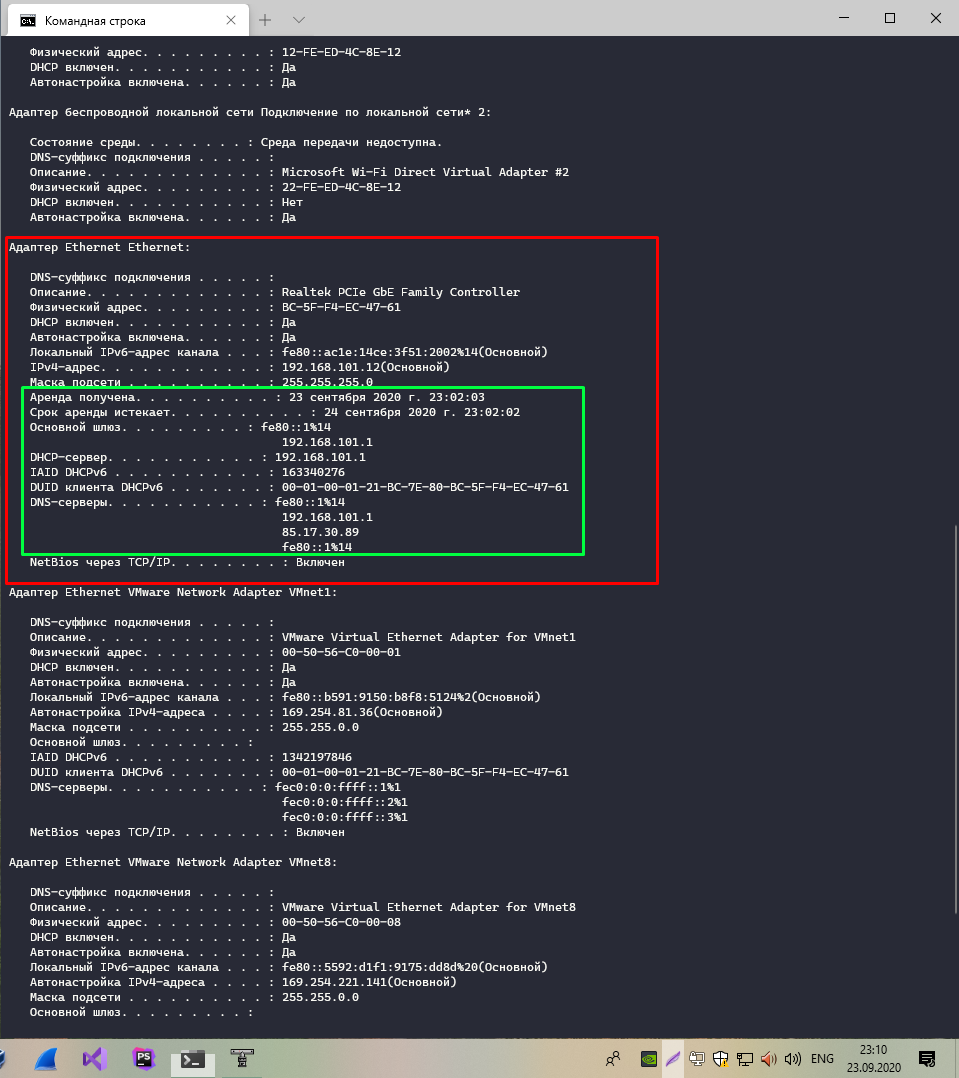 Командная строка
Физический адрес. . . . . . . . . : 12-FE-ED-4C-8E-12
DHCP включен. . . . . . . . . . . : Да
Автонастройка включена. . . . . . : Да
Адаптер беспроводной локальной сети Подключение по локальной сети* 2:
Состояние среды. . . . . . . . : Среда передачи недоступна.
DNS-суффикс подключения . . . . . :
Описание. . . . . . . . . . . . . : Microsoft Wi-Fi Direct Virtual Adapter #2
Физический адрес. . . . . . . . . : 22-FE-ED-4C-8E-12
DHCP включен. . . . . . . . . . . : Нет
Автонастройка включена. . . . . . : Да
Адаптер Ethernet Ethernet:
DNS-суффикс подключения . . . . . :
Описание. . . . . . . . . . . . . : Realtek PCIe GbE Family Controller
Физический адрес. . . . . . . . . : BC-5F-F4-EC-47-61
DHCP включен. . . . . . . . . . . : Да
Автонастройка включена. . . . . . : Да
Локальный IPv6-адрес канала . . . : fe80::ac1e:14ce:3f51:2002%14(Основной)
IPv4-адрес. . . . . . . . . . . . : 192.168.101.12(Основной)
Маска подсети . . . . . . . . . . : 255.255.255.0
Аренда получена. . . . . . . . . . : 23 сентября 2020 г. 23:02:03
Срок аренды истекает. . . . . . . . . . : 24 сентября 2020 г. 23:02:02
Основной шлюз. . . . . . . . . : fe80::1%14
192.168.101.1
DHCP-сервер. . . . . . . . . . . : 192.168.101.1
IAID DHCPv6 . . . . . . . . . . . : 163340276
DUID клиента DHCPv6 . . . . . . . : 00-01-00-01-21-BC-7E-80-BC-5F-F4-EC-47-61
DNS-серверы. . . . . . . . . . . : fe80::1%14
192.168.101.1
85.17.30.89
fe80::1%14
NetBios через TCP/IP. . . . . . . . : Включен
Адаптер Ethernet VMware Network Adapter VMnet1:
DNS-суффикс подключения . . . . . :
Описание. . . . . . . . . . . . . : VMware Virtual Ethernet Adapter for VMnet1
Физический адрес. . . . . . . . . : 00-50-56-C0-00-01
DHCP включен. . . . . . . . . . . : Да
Автонастройка включена. . . . . . : Да
Локальный IPv6-адрес канала . . . : fe80::b591:9150:b8f8:5124%2(Основной)
Автонастройка IPv4-адреса . . . . : 169.254.81.36(Основной)
Маска подсети . . . . . . . . . . : 255.255.0.0
Основной шлюз. . . . . . . . . :
IAID DHCPv6 . . . . . . . . . . . : 1342197846
DUID клиента DHCPv6 . . . . . . . : 00-01-00-01-21-BC-7E-80-BC-5F-F4-EC-47-61
DNS-серверы. . . . . . . . . . . : fec0:0:0:ffff::1%1
fec0:0:0:ffff::2%1
fec0:0:0:ffff::3%1
NetBios через TCP/IP. . . . . . . . : Включен
Адаптер Ethernet VMware Network Adapter VMnet8:
DNS-суффикс подключения . . . . . :
Описание. . . . . . . . . . . . . : VMware Virtual Ethernet Adapter for VMnet8
Физический адрес. . . . . . . . . : 00-50-56-C0-00-08
DHCP включен. . . . . . . . . . . : Да
Автонастройка включена. . . . . . : Да
Локальный IPv6-адрес канала . . . : fe80::5592:d1f1:9175:dd8d%20(Основной)
Автонастройка IPv4-адреса . . . . : 169.254.221.141(Основной)
Маска подсети . . . . . . . . . . : 255.255.0.0
Основной шлюз. . . . . . . . . :
PS
ENG
23:10
23.09.2020